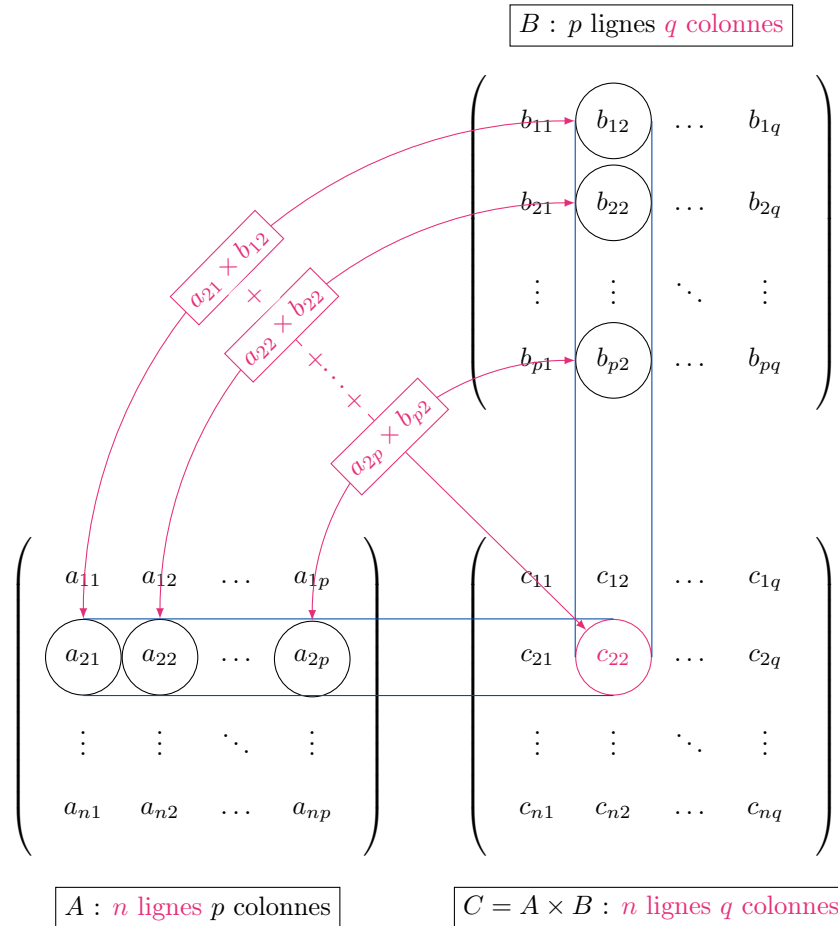 B : p lignes q colonnes
b₁₁ b₁₂ … b₁q
b₂₁ b₂₂ … b₂q
⋮ ⋮ ⋱ ⋮
bₚ₁ bₚ₂ … bₚq
a₂₁ × b₁₂
+
a₂₂ × b₂₂
+ ⋯ +
a₂ₚ × bₚ₂
a₁₁ a₁₂ … a₁ₚ
a₂₁ a₂₂ … a₂ₚ
⋮ ⋮ ⋱ ⋮
aₙ₁ aₙ₂ … aₙₚ
c₁₁ c₁₂ … c₁q
c₂₁ c₂₂ … c₂q
⋮ ⋮ ⋱ ⋮
cₙ₁ cₙ₂ … cₙq
A : n lignes p colonnes
C = A × B : n lignes q colonnes